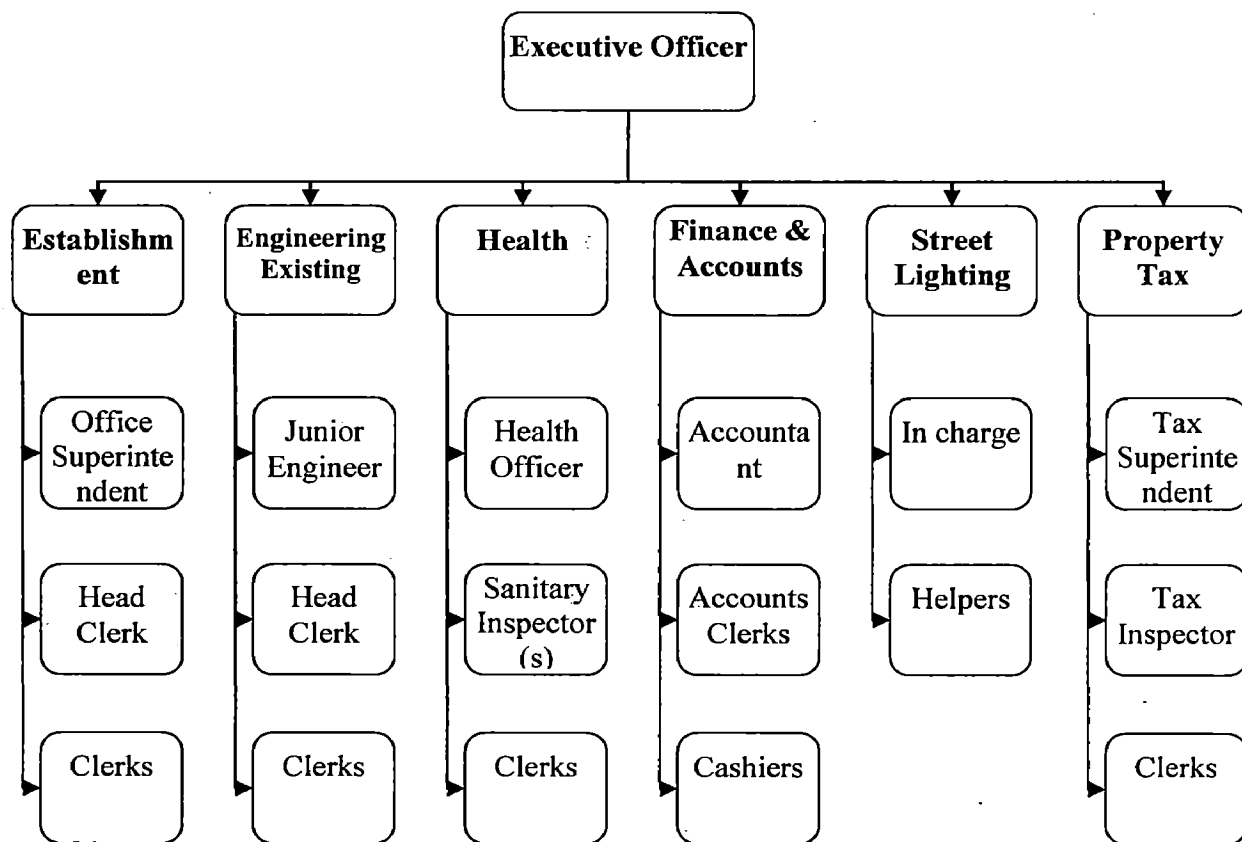 Executive Officer
Establishm
ent
Engineering
Existing
Health
Finance &
Accounts
Street
Lighting
Property
Tax
Office
Superinte
ndent
Junior
Engineer
Health
Officer
Accounta
nt
In charge
Tax
Superinte
ndent
Head
Clerk
Head
Clerk
Sanitary
Inspector
(s)
Accounts
Clerks
Helpers
Tax
Inspector
Clerks
Clerks
Clerks
Cashiers
Clerks